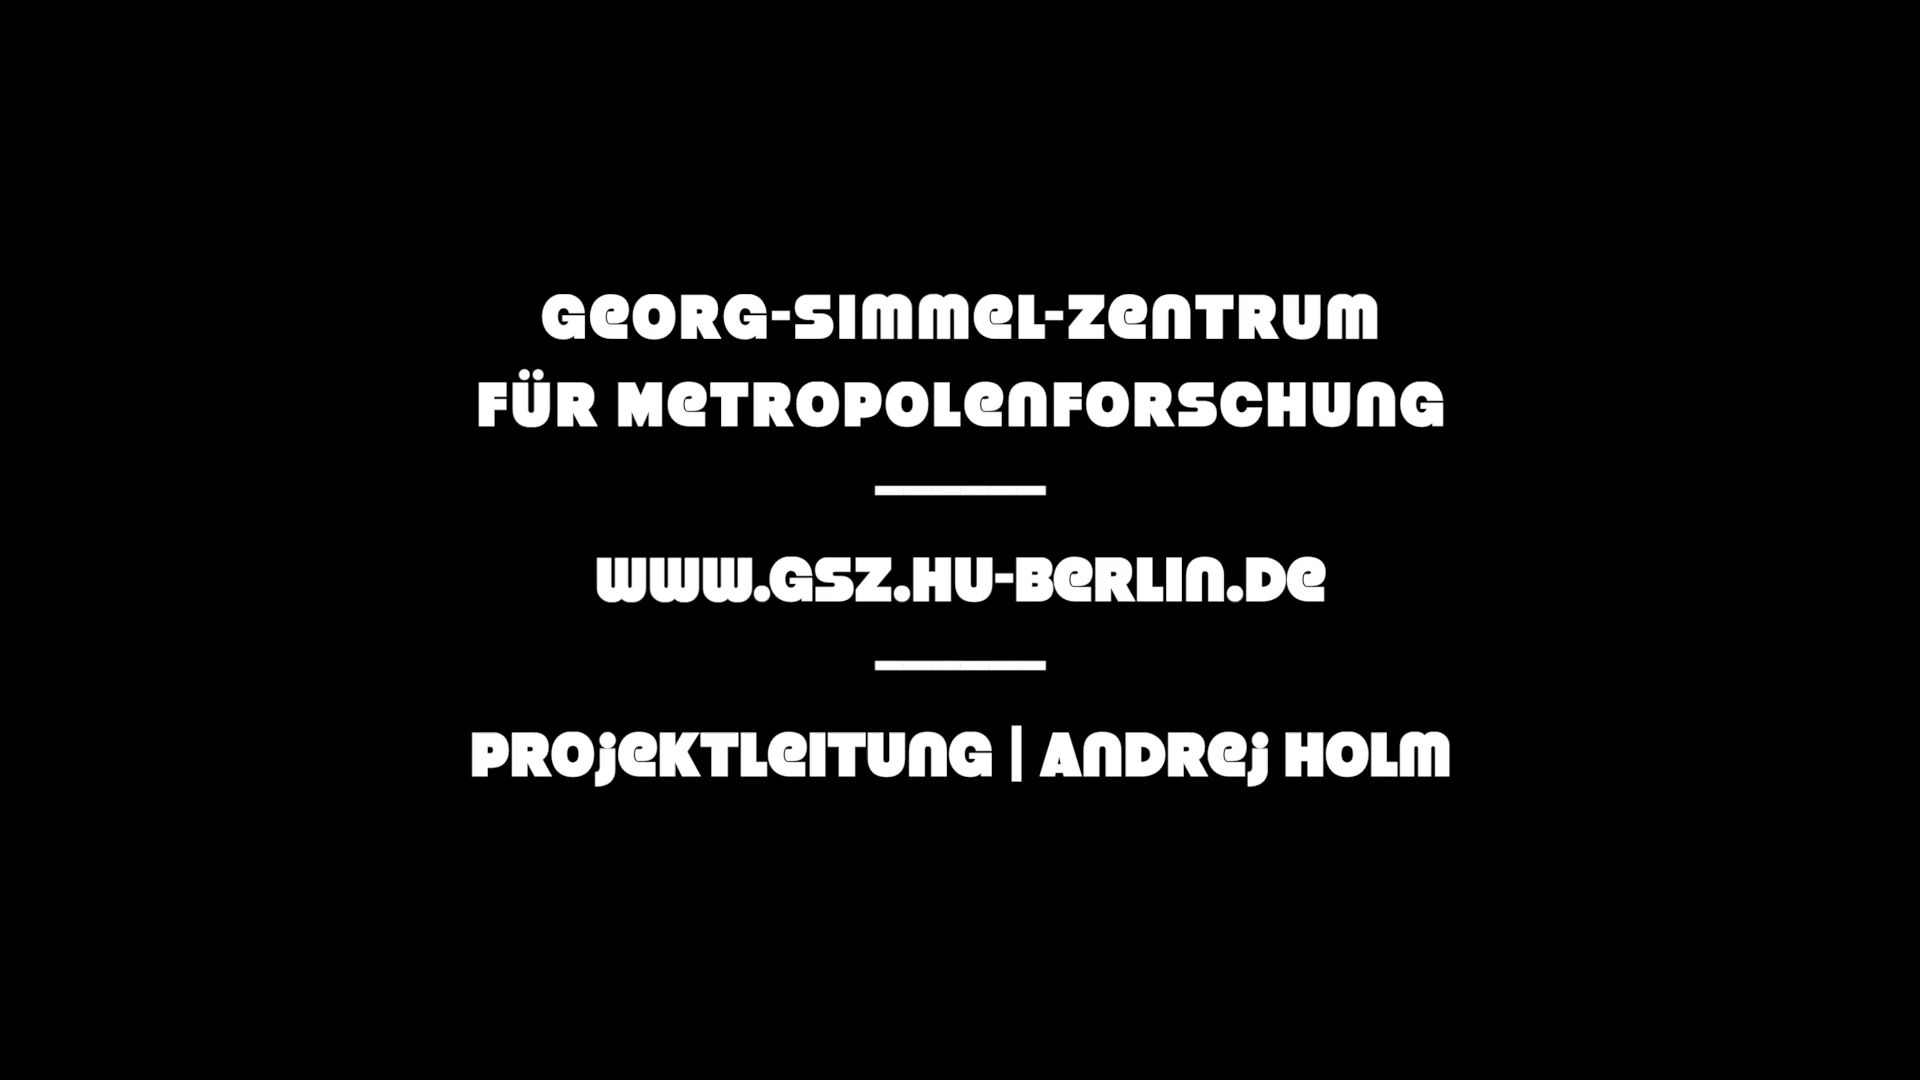 GeORG-SIMMeL-ZenTRUM
FÜR MeTROPOLenFORSCHUnG
WWW.GSZ.HU-BeRLIn.De
PROjeKTLeITUnG | AnDRej HOLM